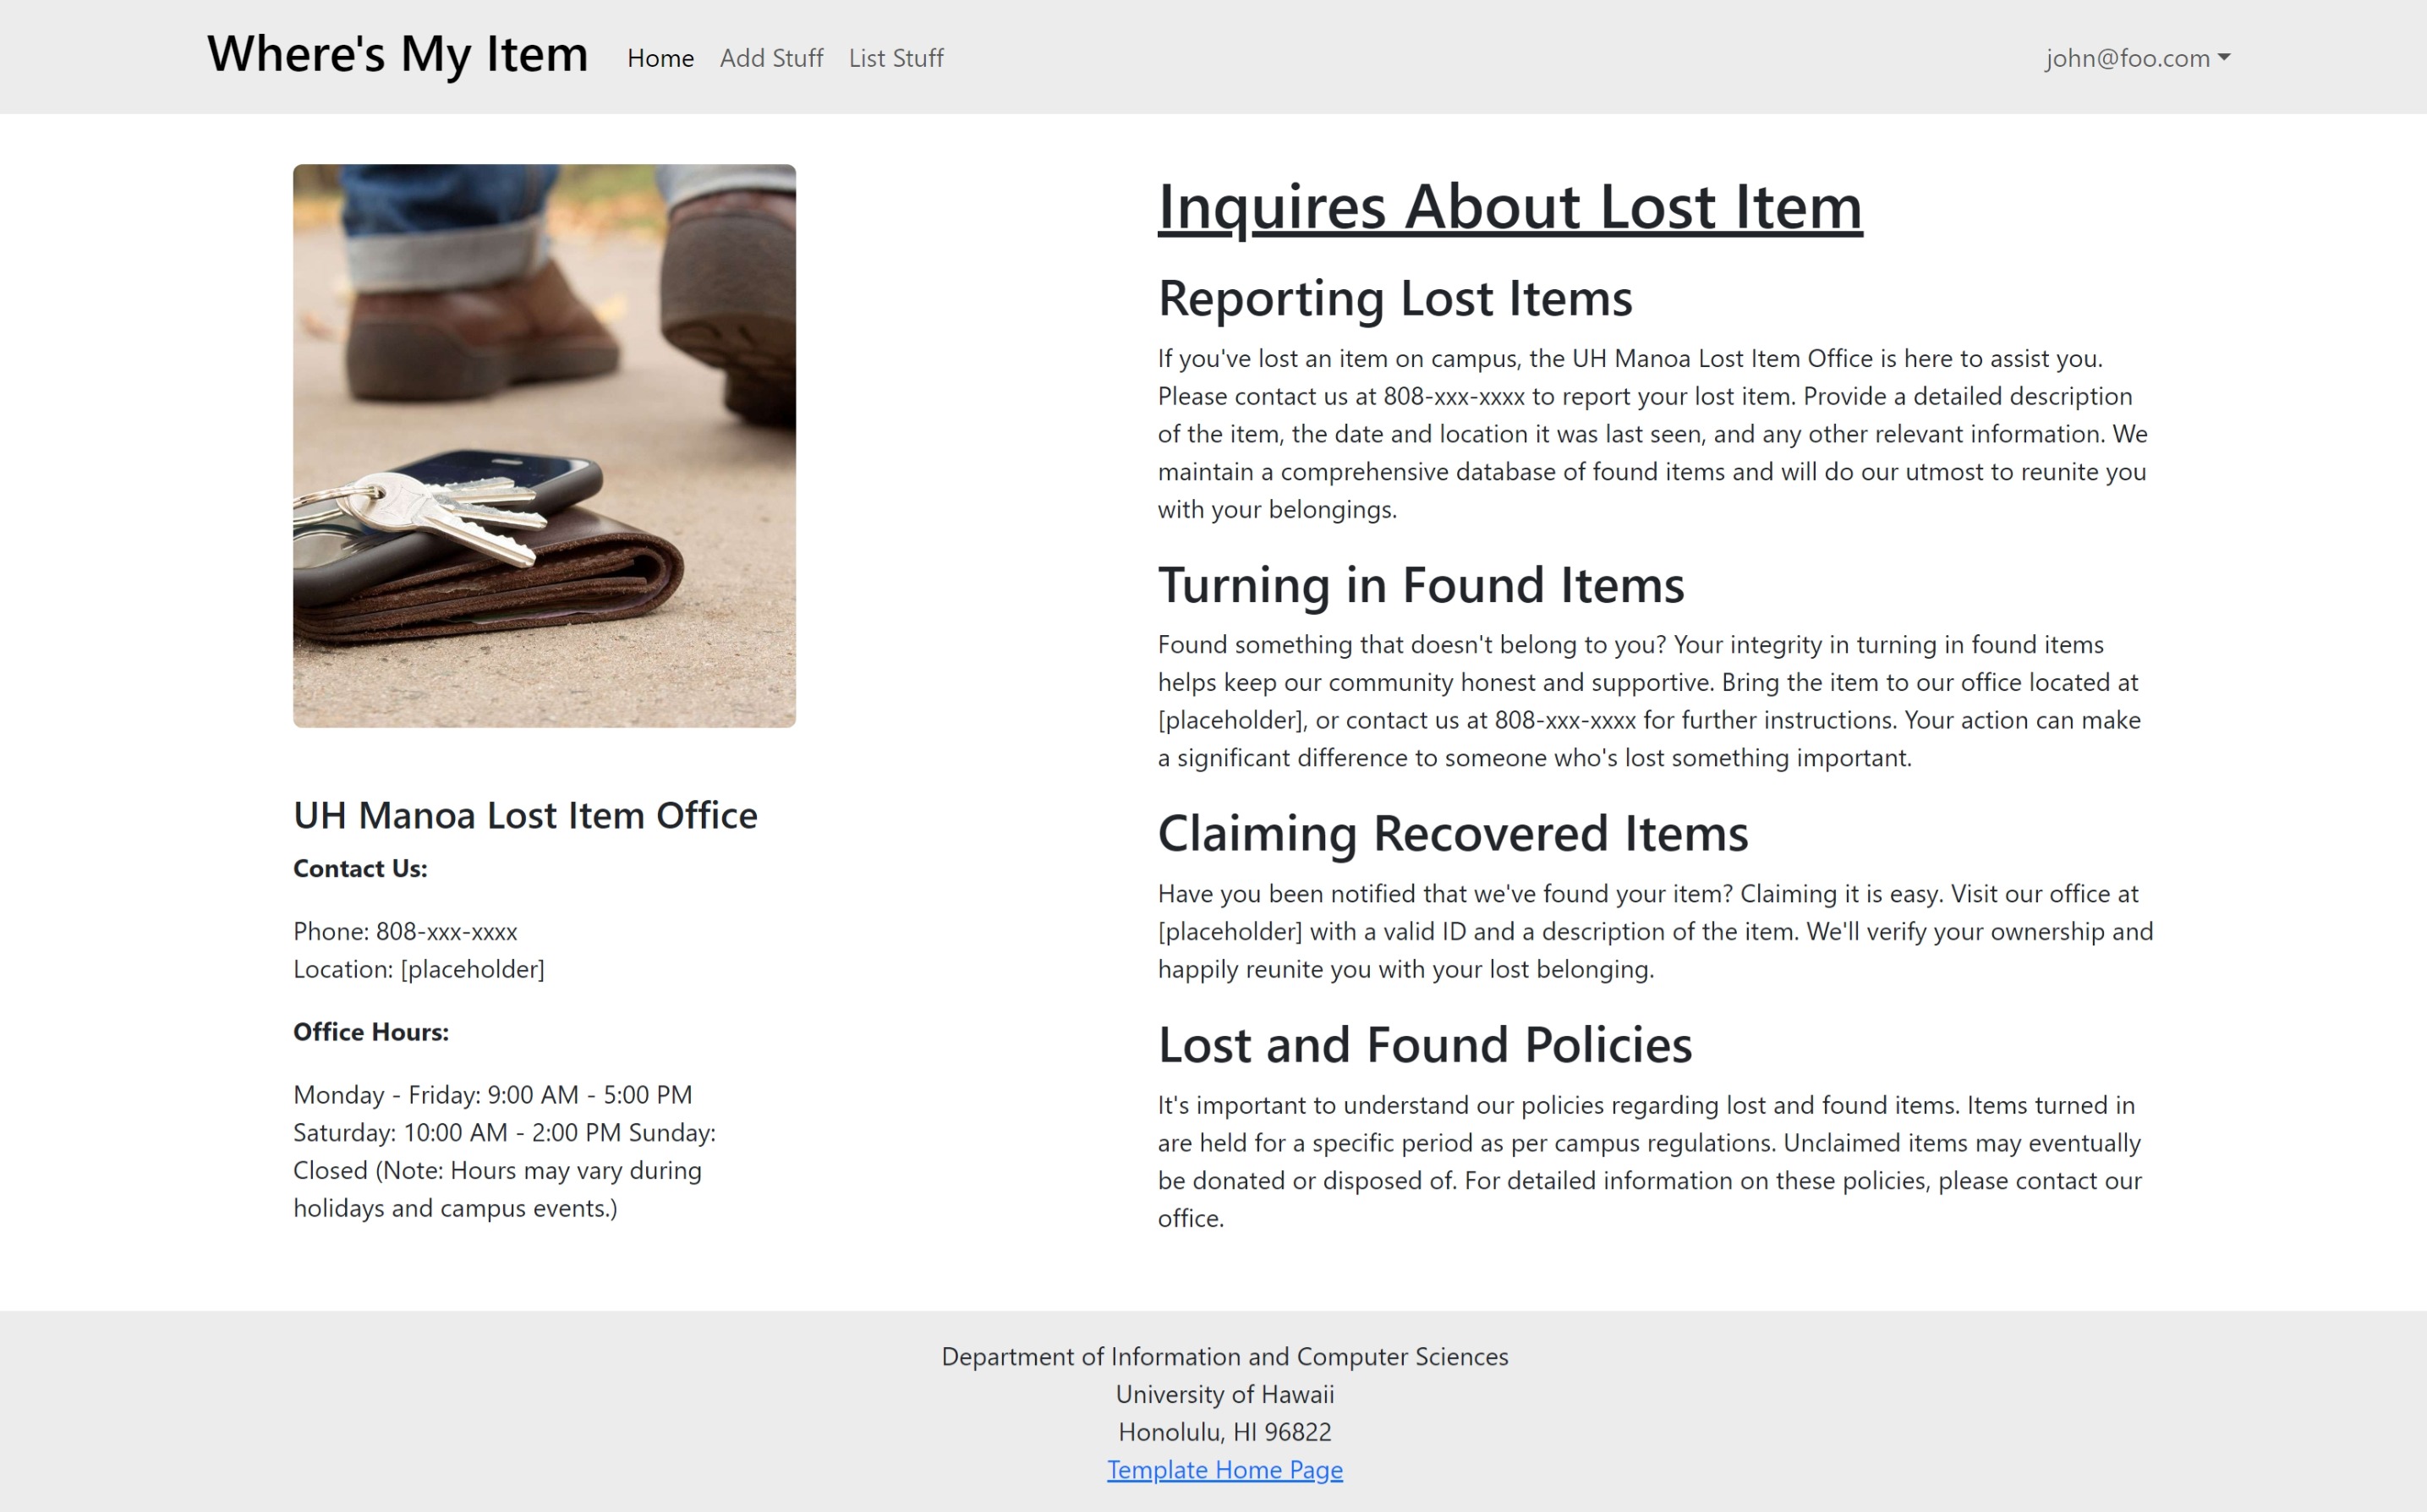 Where's My Item
Home
Add Stuff
List Stuff
john@foo.com
UH Manoa Lost Item Office
Contact Us:
Phone: 808-xxx-xxxx
Location: [placeholder]
Office Hours:
Monday - Friday: 9:00 AM - 5:00 PM
Saturday: 10:00 AM - 2:00 PM Sunday:
Closed (Note: Hours may vary during
holidays and campus events.)
Inquires About Lost Item
Reporting Lost Items
If you've lost an item on campus, the UH Manoa Lost Item Office is here to assist you.
Please contact us at 808-xxx-xxxx to report your lost item. Provide a detailed description
of the item, the date and location it was last seen, and any other relevant information. We
maintain a comprehensive database of found items and will do our utmost to reunite you
with your belongings.
Turning in Found Items
Found something that doesn't belong to you? Your integrity in turning in found items
helps keep our community honest and supportive. Bring the item to our office located at
[placeholder], or contact us at 808-xxx-xxxx for further instructions. Your action can make
a significant difference to someone who's lost something important.
Claiming Recovered Items
Have you been notified that we've found your item? Claiming it is easy. Visit our office at
[placeholder] with a valid ID and a description of the item. We'll verify your ownership and
happily reunite you with your lost belonging.
Lost and Found Policies
It's important to understand our policies regarding lost and found items. Items turned in
are held for a specific period as per campus regulations. Unclaimed items may eventually
be donated or disposed of. For detailed information on these policies, please contact our
office.
Department of Information and Computer Sciences
University of Hawaii
Honolulu, HI 96822
Template Home Page